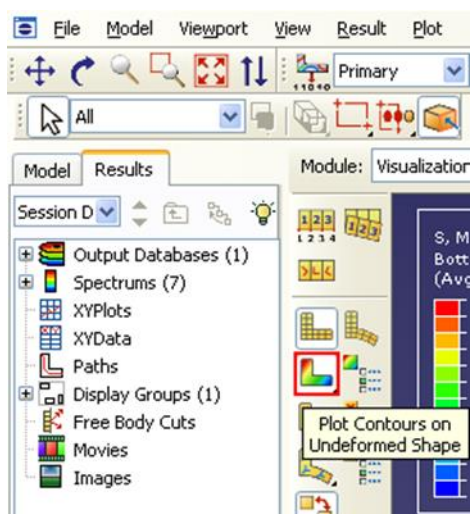 File Model Viewport View Result Plot
Primary
All
Model Results
Module: Visualization
Session D
Output Databases (1)
Spectrums (7)
XYPlots
XYData
Paths
Display Groups (1)
Free Body Cuts
Movies
Images
S, M
Bott
(Avg
Plot Contours on
Undeformed Shape